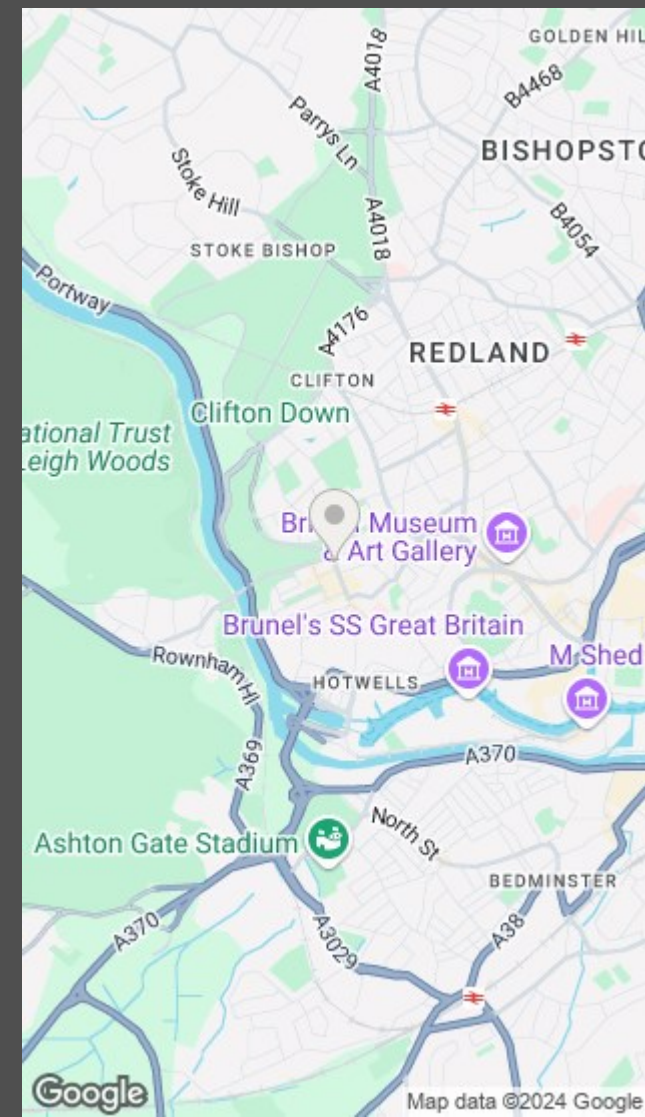 GOLDEN HIL
A4018
B4468
Parrys Ln
BISHOPSTO
Stoke Hill
A4018
B4054
STOKE BISHOP
Portway
A4176
REDLAND
CLIFTON
Clifton Down
ational Trust
Leigh Woods
Museum
& Art Gallery
Brunel's SS Great Britain
M Shed
Rownham Hl
HOTWELLS
A370
A369
North St
Ashton Gate Stadium
BEDMINSTER
A370
A3029
A38
Google
Map data ©2024 Google